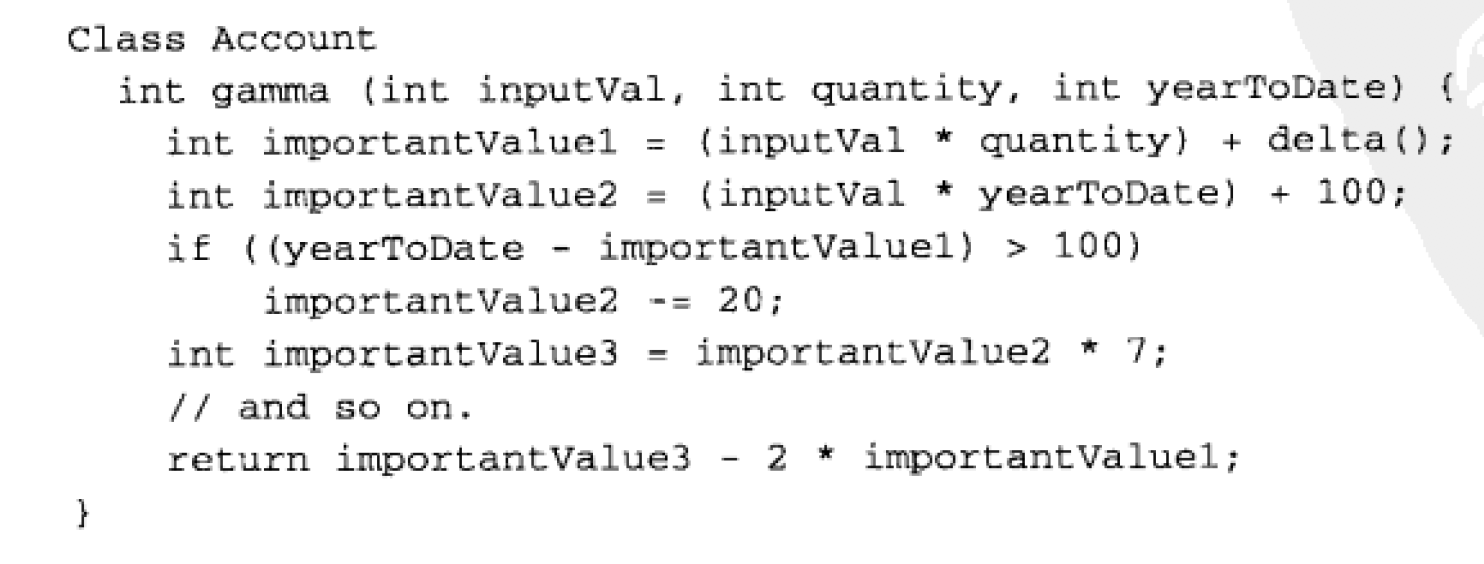 Class Account
int gamma (int inputVal, int quantity, int yearToDate) {
int importantValue1 = (inputVal * quantity) + delta();
int importantValue2 = (inputVal * yearToDate) + 100;
if ((yearToDate - importantValue1) > 100)
importantValue2 -= 20;
int importantValue3 = importantValue2 * 7;
// and so on.
return importantValue3 - 2 * importantValue1;
}